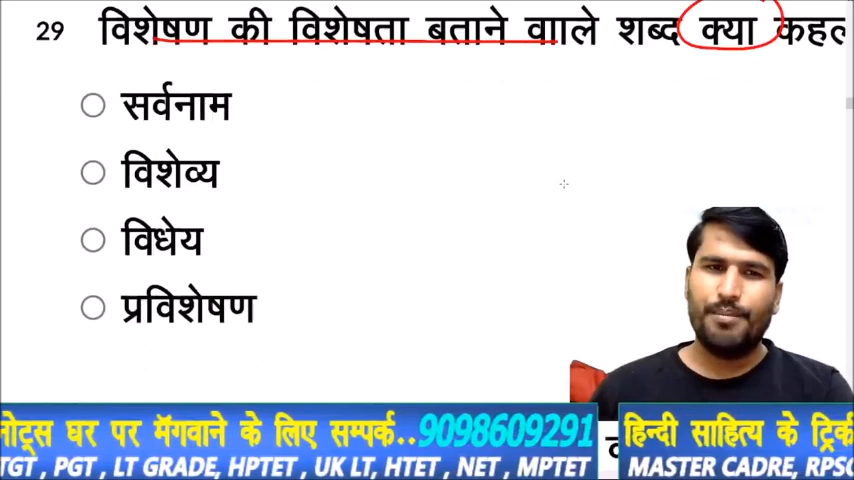 29 विशेषण की विशेषता बताने वााले शब्द क्या
सर्वनाम
विशेव्य
विधेय
प्रविशेषण
नोट्स घर पर मॅगवाने के लिए सम्पर्क..9098609291
हिन्दी साहित्य के
TGT , PGT , LT GRADE, HPTET , UK LT, HTET , NET , MPTET
MASTER CADRE, RPSC